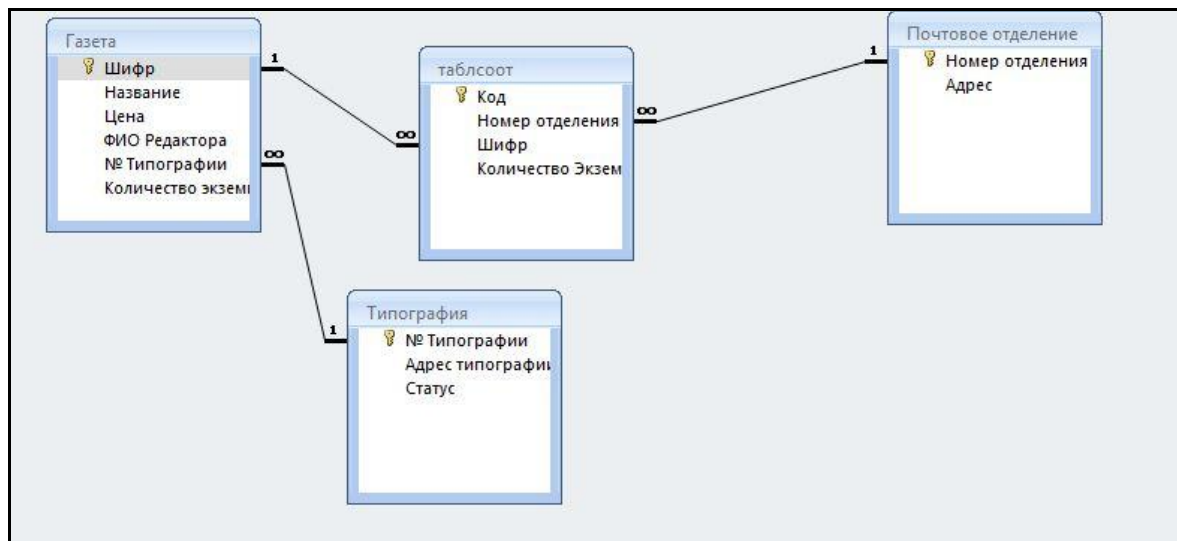 Газета
Шифр
Название
Цена
ФИО Редактора
№ Типографии
Количество
1
∞
таблсоот
Код
Номер отделения
Шифр
Количество Экзем
∞
∞
Почтовое отделение
Номер отделения
Адрес
1
Типография
№ Типографии
Адрес типографии
Статус
1